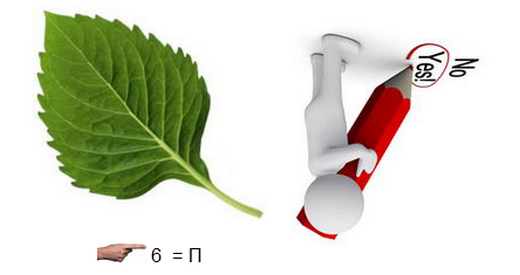 No
Yes!
6 = П